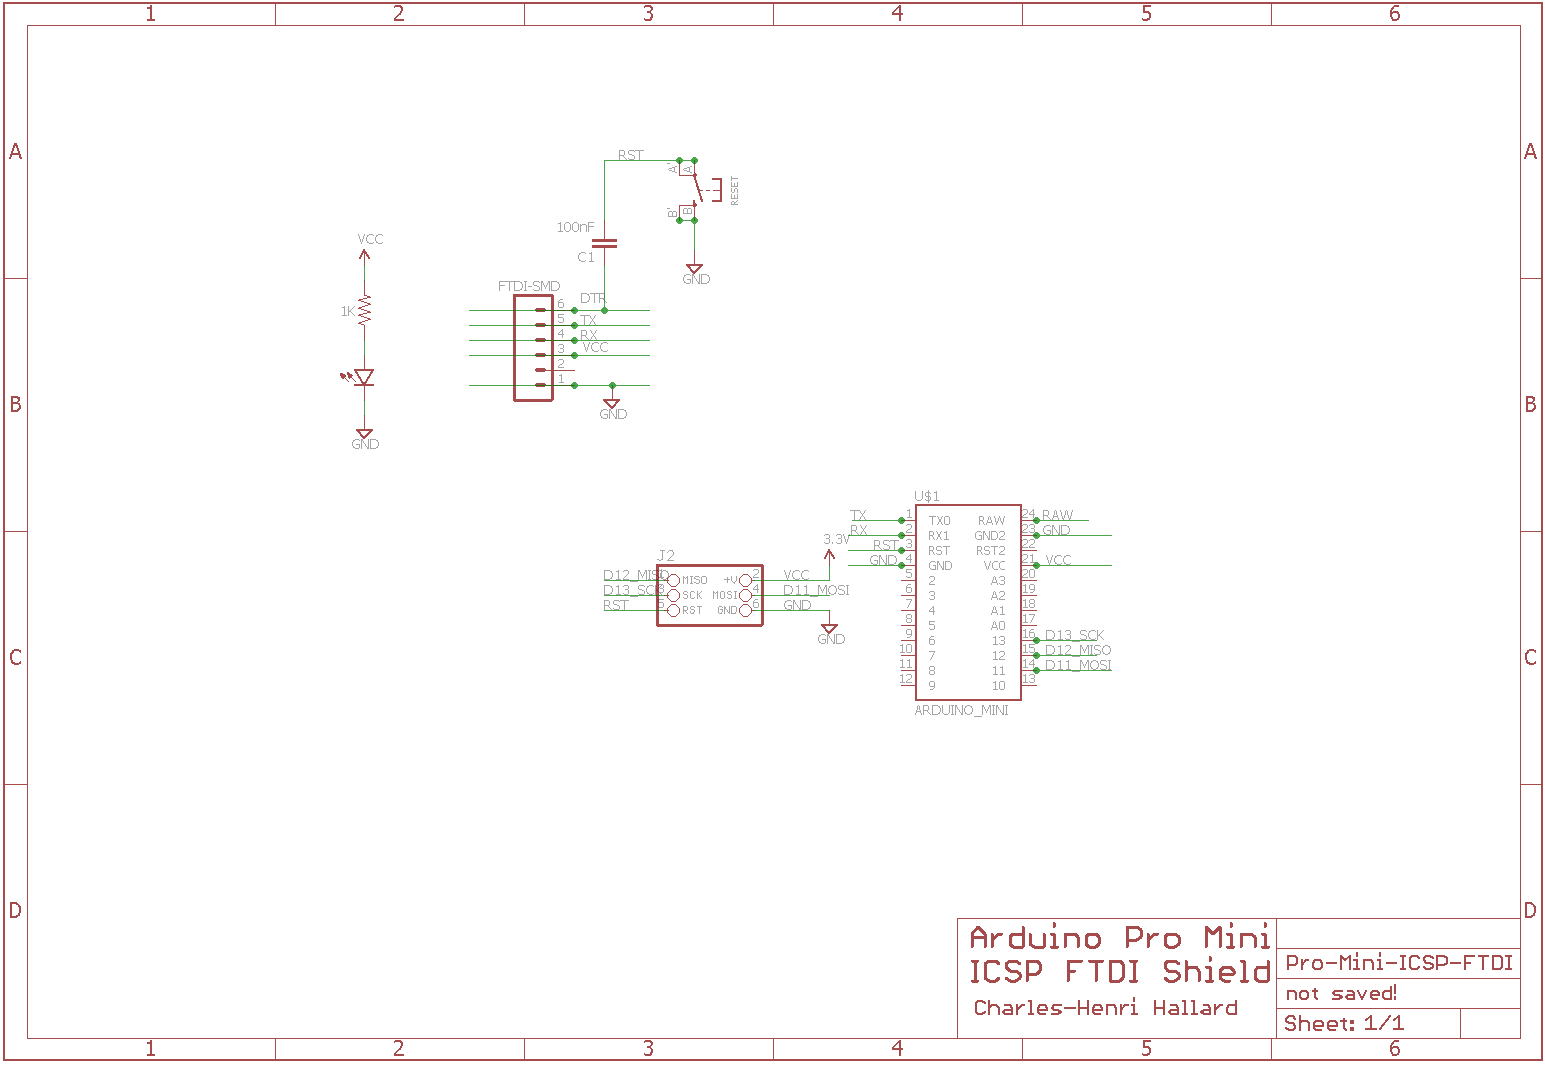 1 2 3 4 5 6
A A
RST
A' A
RESET
B' B
100nF
C1
GND
VCC
1K
GND
FTDI-SMD
6 DTR
5 TX
4 RX
3 VCC
2
1
GND
B B
U$1
TX 1 TX0 RAW 24 RAW
RX 2 RX1 GND2 23 GND
RST 3 RST RST2 22
GND 4 GND VCC 21 VCC
5 2 A3 20
6 3 A2 19
7 4 A1 18
8 5 A0 17
9 6 13 16 D13_SCK
10 7 12 15 D12_MISO
11 8 11 14 D11_MOSI
12 9 10 13
ARDUINO_MINI
3.3V
J2
D12_MISO 1 MISO +V 2 VCC
D13_SCK 3 SCK MOSI 4 D11_MOSI
RST 5 RST GND 6 GND
GND
C C
D D
Arduino Pro Mini
ICSP FTDI Shield
Charles-Henri Hallard
Pro-Mini-ICSP-FTDI
not saved!
Sheet: 1/1
1 2 3 4 5 6